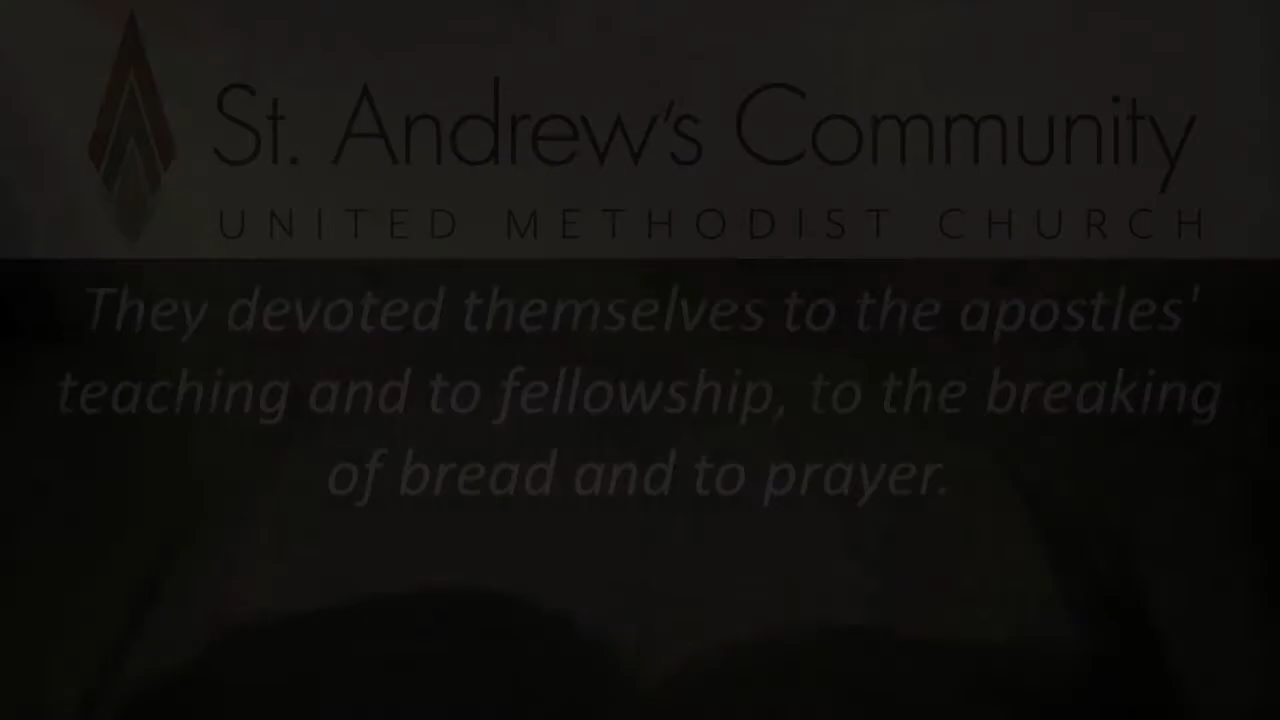 St. Andrew's Community
UNITED METHODIST CHURCH
They devoted themselves to the apostles'
teaching and to fellowship, to the breaking
of bread and to prayer.